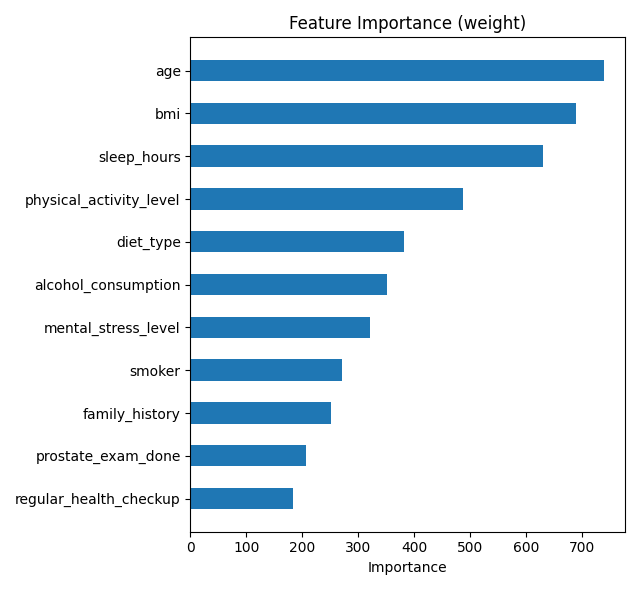 Feature Importance (weight)
age
bmi
sleep_hours
physical_activity_level
diet_type
alcohol_consumption
mental_stress_level
smoker
family_history
prostate_exam_done
regular_health_checkup
0 100 200 300 400 500 600 700
Importance